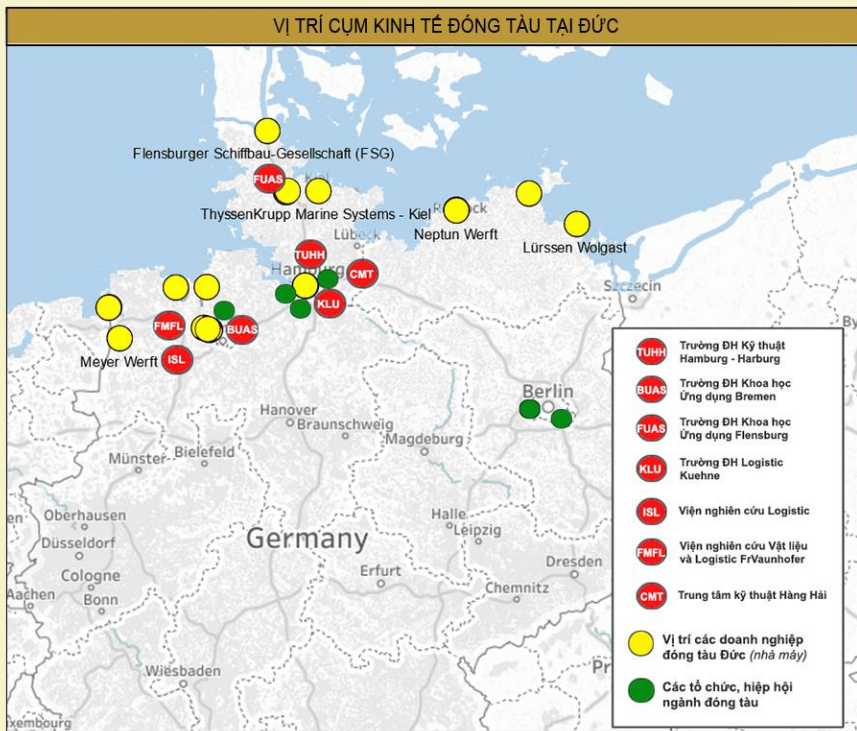 VỊ TRÍ CỤM KINH TẾ ĐÓNG TÀU TẠI ĐỨC
Flensburger Schiffbau-Gesellschaft (FSG)
FUAS
ThyssenKrupp Marine Systems - Kiel
Neptun Werft
Lürssen Wolgast
Lübeck
TUHH
Hamburg
CMT
KLU
Szczecin
FMFL
BUAS
Meyer Werft
ISL
Berlin
Hanover
Braunschweig
Magdeburg
Münster
Bielefeld
Oberhausen
Düsseldorf
Cologne
Bonn
Aachen
Germany
Halle
Leipzig
Erfurt
Dresden
Chemnitz
Wiesbaden
TUHH Trường ĐH Kỹ thuật
Hamburg - Harburg
BUAS Trường ĐH Khoa học
Ứng dụng Bremen
FUAS Trường ĐH Khoa học
Ứng dụng Flensburg
KLU Trường ĐH Logistic
Kuehne
ISL Viện nghiên cứu Logistic
FMFL Viện nghiên cứu Vật liệu
và Logistic FrVaunhofer
CMT Trung tâm kỹ thuật Hàng Hải
Vị trí các doanh nghiệp
đóng tàu Đức (nhà máy)
Các tổ chức, hiệp hội
ngành đóng tàu